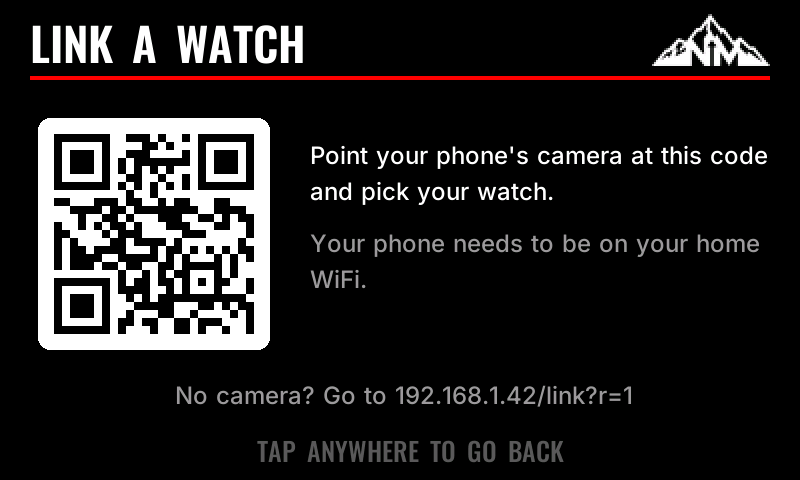 LINK A WATCH
NM
Point your phone's camera at this code
and pick your watch.
Your phone needs to be on your home
WiFi.
No camera? Go to 192.168.1.42/link?r=1
TAP ANYWHERE TO GO BACK